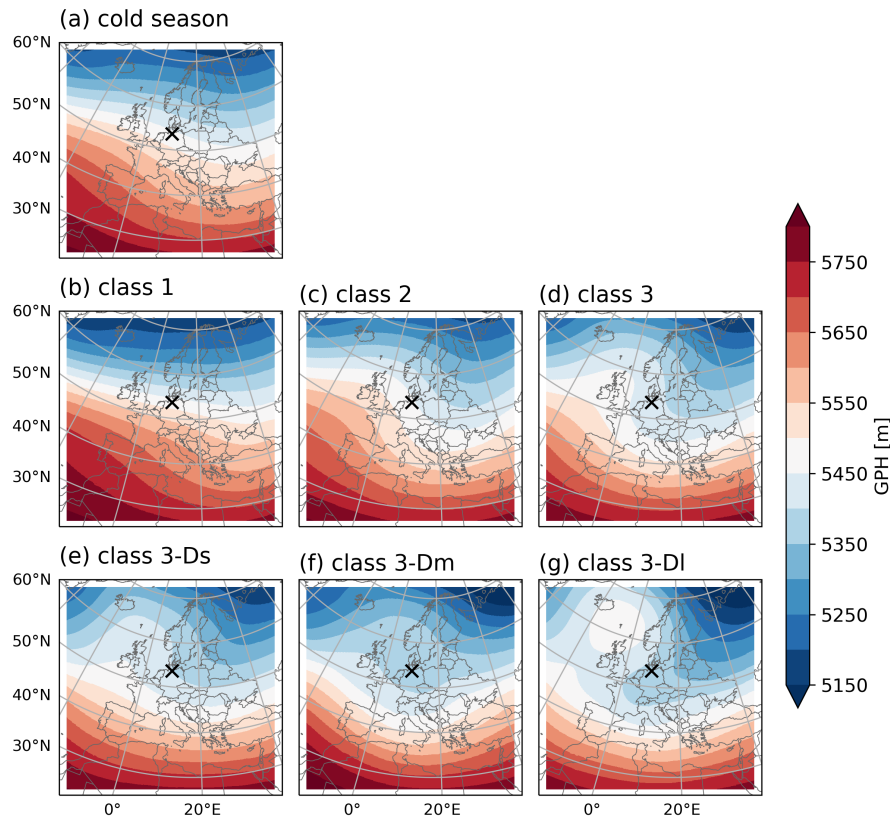 (a) cold season
60°N
50°N
40°N
30°N
(b) class 1
(c) class 2
(d) class 3
60°N
50°N
40°N
30°N
(e) class 3-Ds
(f) class 3-Dm
(g) class 3-Dl
60°N
50°N
40°N
30°N
0°
20°E
0°
20°E
0°
20°E
5750
5650
5550
5450
5350
5250
5150
GPH [m]